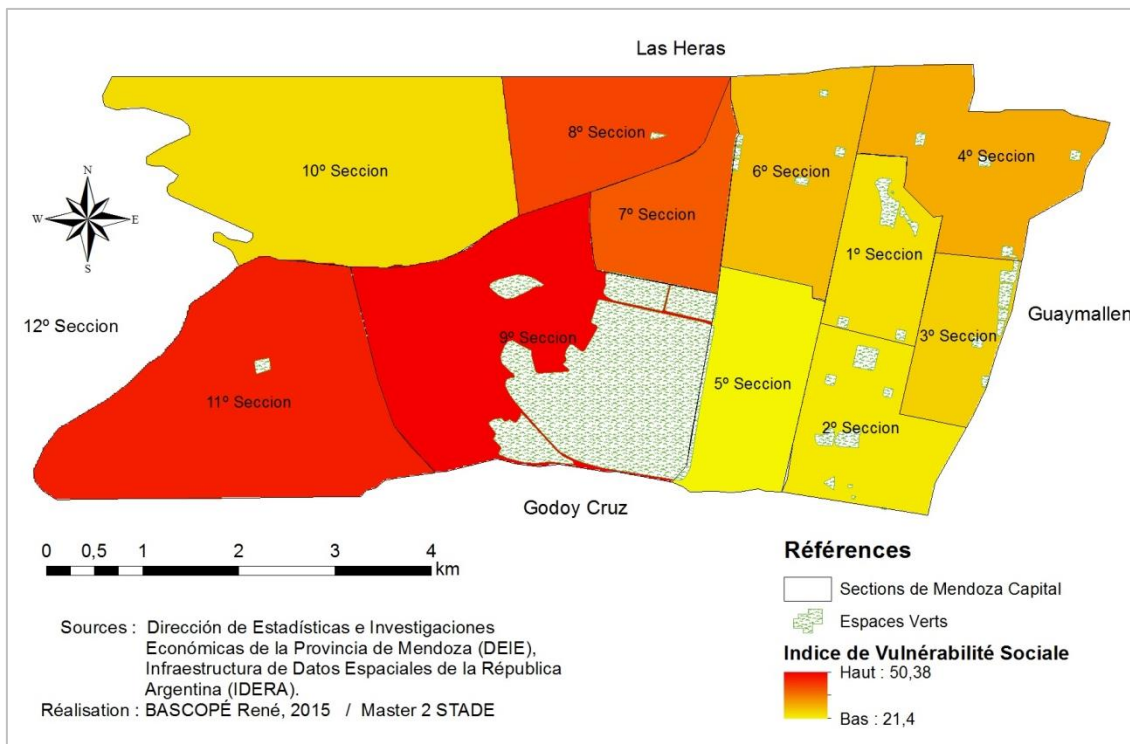 Las Heras
8º Seccion
4º Seccion
10º Seccion
6º Seccion
7º Seccion
N
W
E
S
1º Seccion
12º Seccion
Guaymallen
9º Seccion
3º Seccion
5º Seccion
11º Seccion
2º Seccion
Godoy Cruz
0 0,5 1 2 3 4
km
Sources : Dirección de Estadísticas e Investigaciones
Económicas de la Provincia de Mendoza (DEIE),
Infraestructura de Datos Espaciales de la Républica
Argentina (IDERA).
Réalisation : BASCOPÉ René, 2015 / Master 2 STADE
Références
Sections de Mendoza Capital
Espaces Verts
Indice de Vulnérabilité Sociale
Haut : 50,38
Bas : 21,4